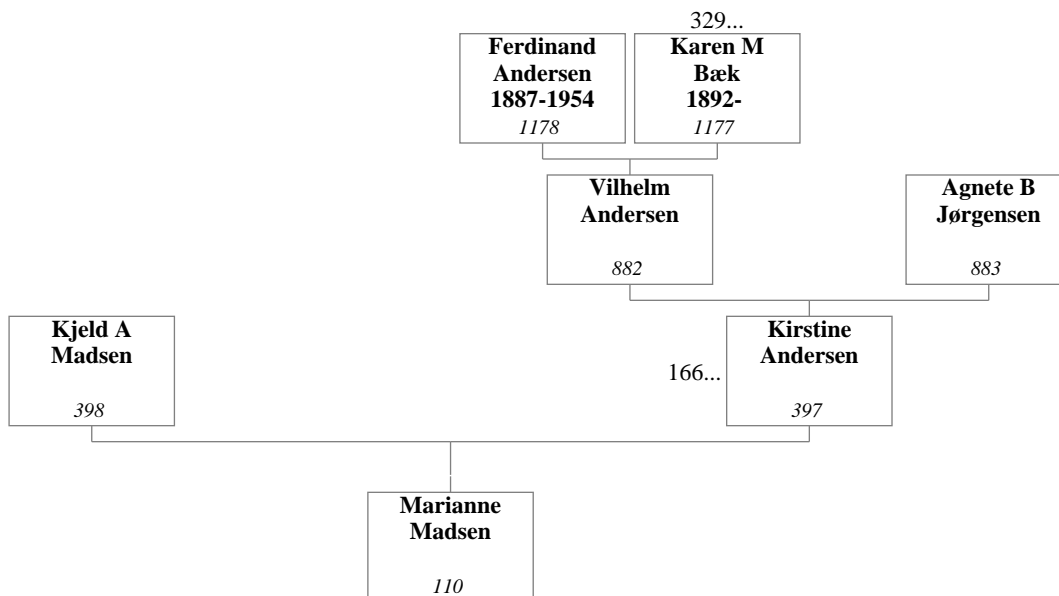 329...
Ferdinand
Andersen
1887-1954
1178
Karen M
Bæk
1892-
1177
Vilhelm
Andersen
882
Agnete B
Jørgensen
883
Kjeld A
Madsen
398
166...
Kirstine
Andersen
397
Marianne
Madsen
110